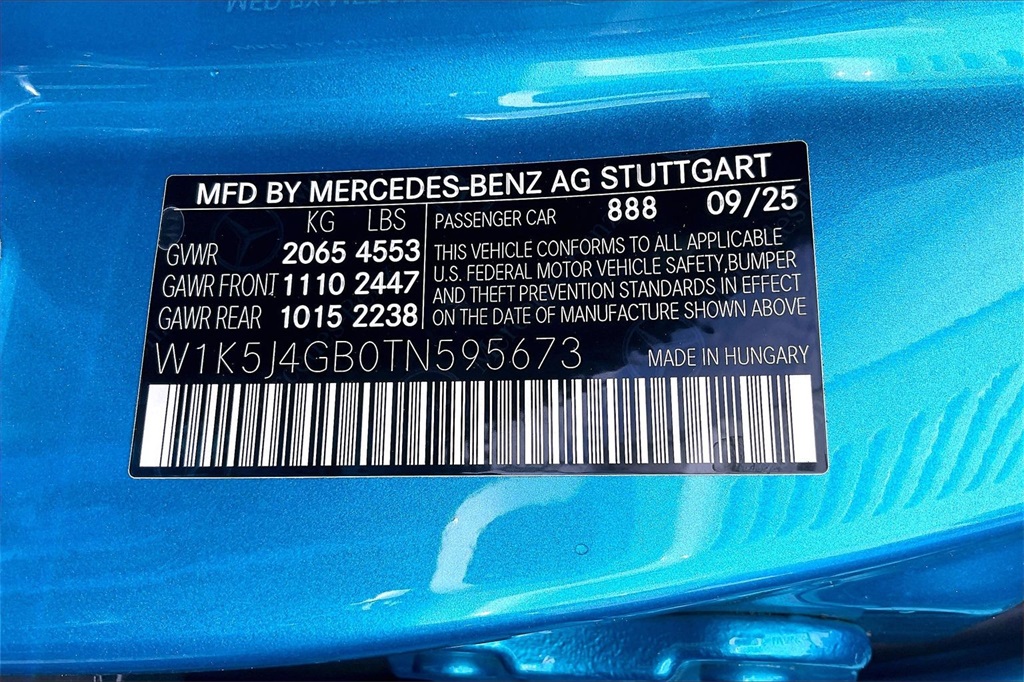 MFD BY MERCEDES-BENZ AG STUTTGART
KG LBS
PASSENGER CAR 888 09/25
GVWR 2065 4553
GAWR FRONT 1110 2447
GAWR REAR 1015 2238
THIS VEHICLE CONFORMS TO ALL APPLICABLE
U.S. FEDERAL MOTOR VEHICLE SAFETY,BUMPER
AND THEFT PREVENTION STANDARDS IN EFFECT
ON THE DATE OF MANUFACTURE SHOWN ABOVE
W1K5J4GB0TN595673
MADE IN HUNGARY